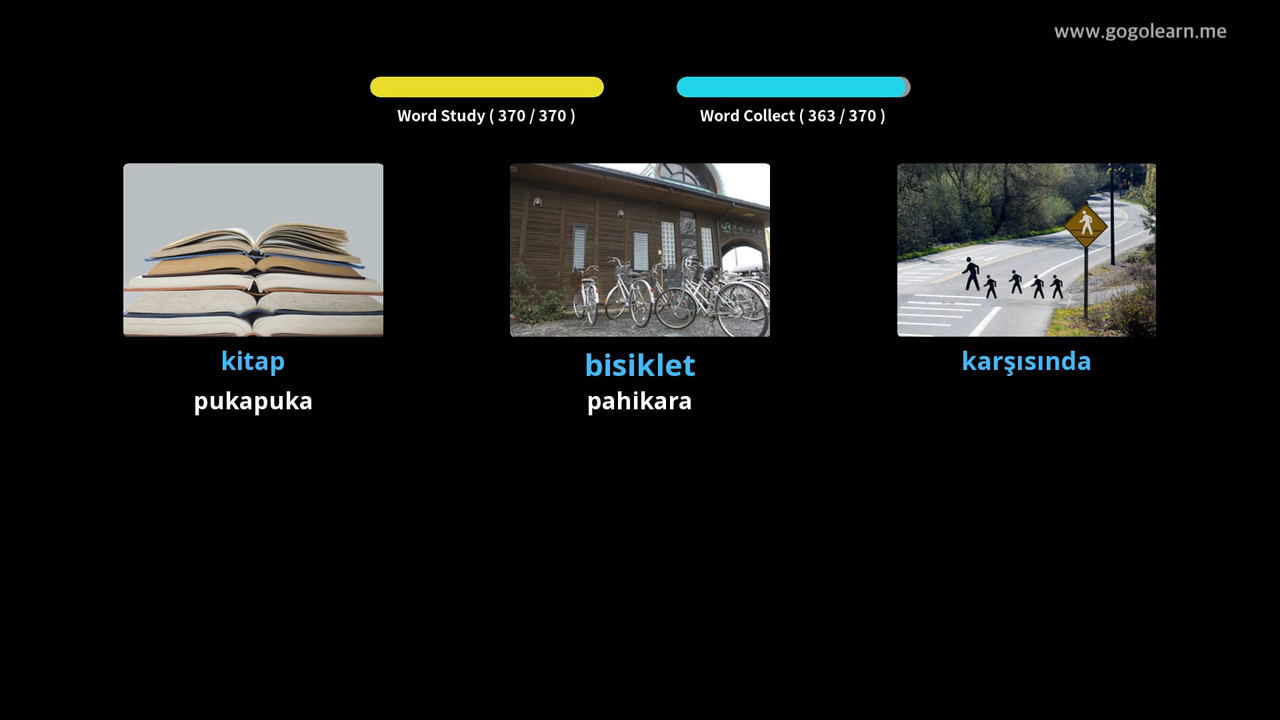 www.gogolearn.me
Word Study ( 370 / 370 )
Word Collect ( 363 / 370 )
kitap
pukapuka
bisiklet
pahikara
karşısında